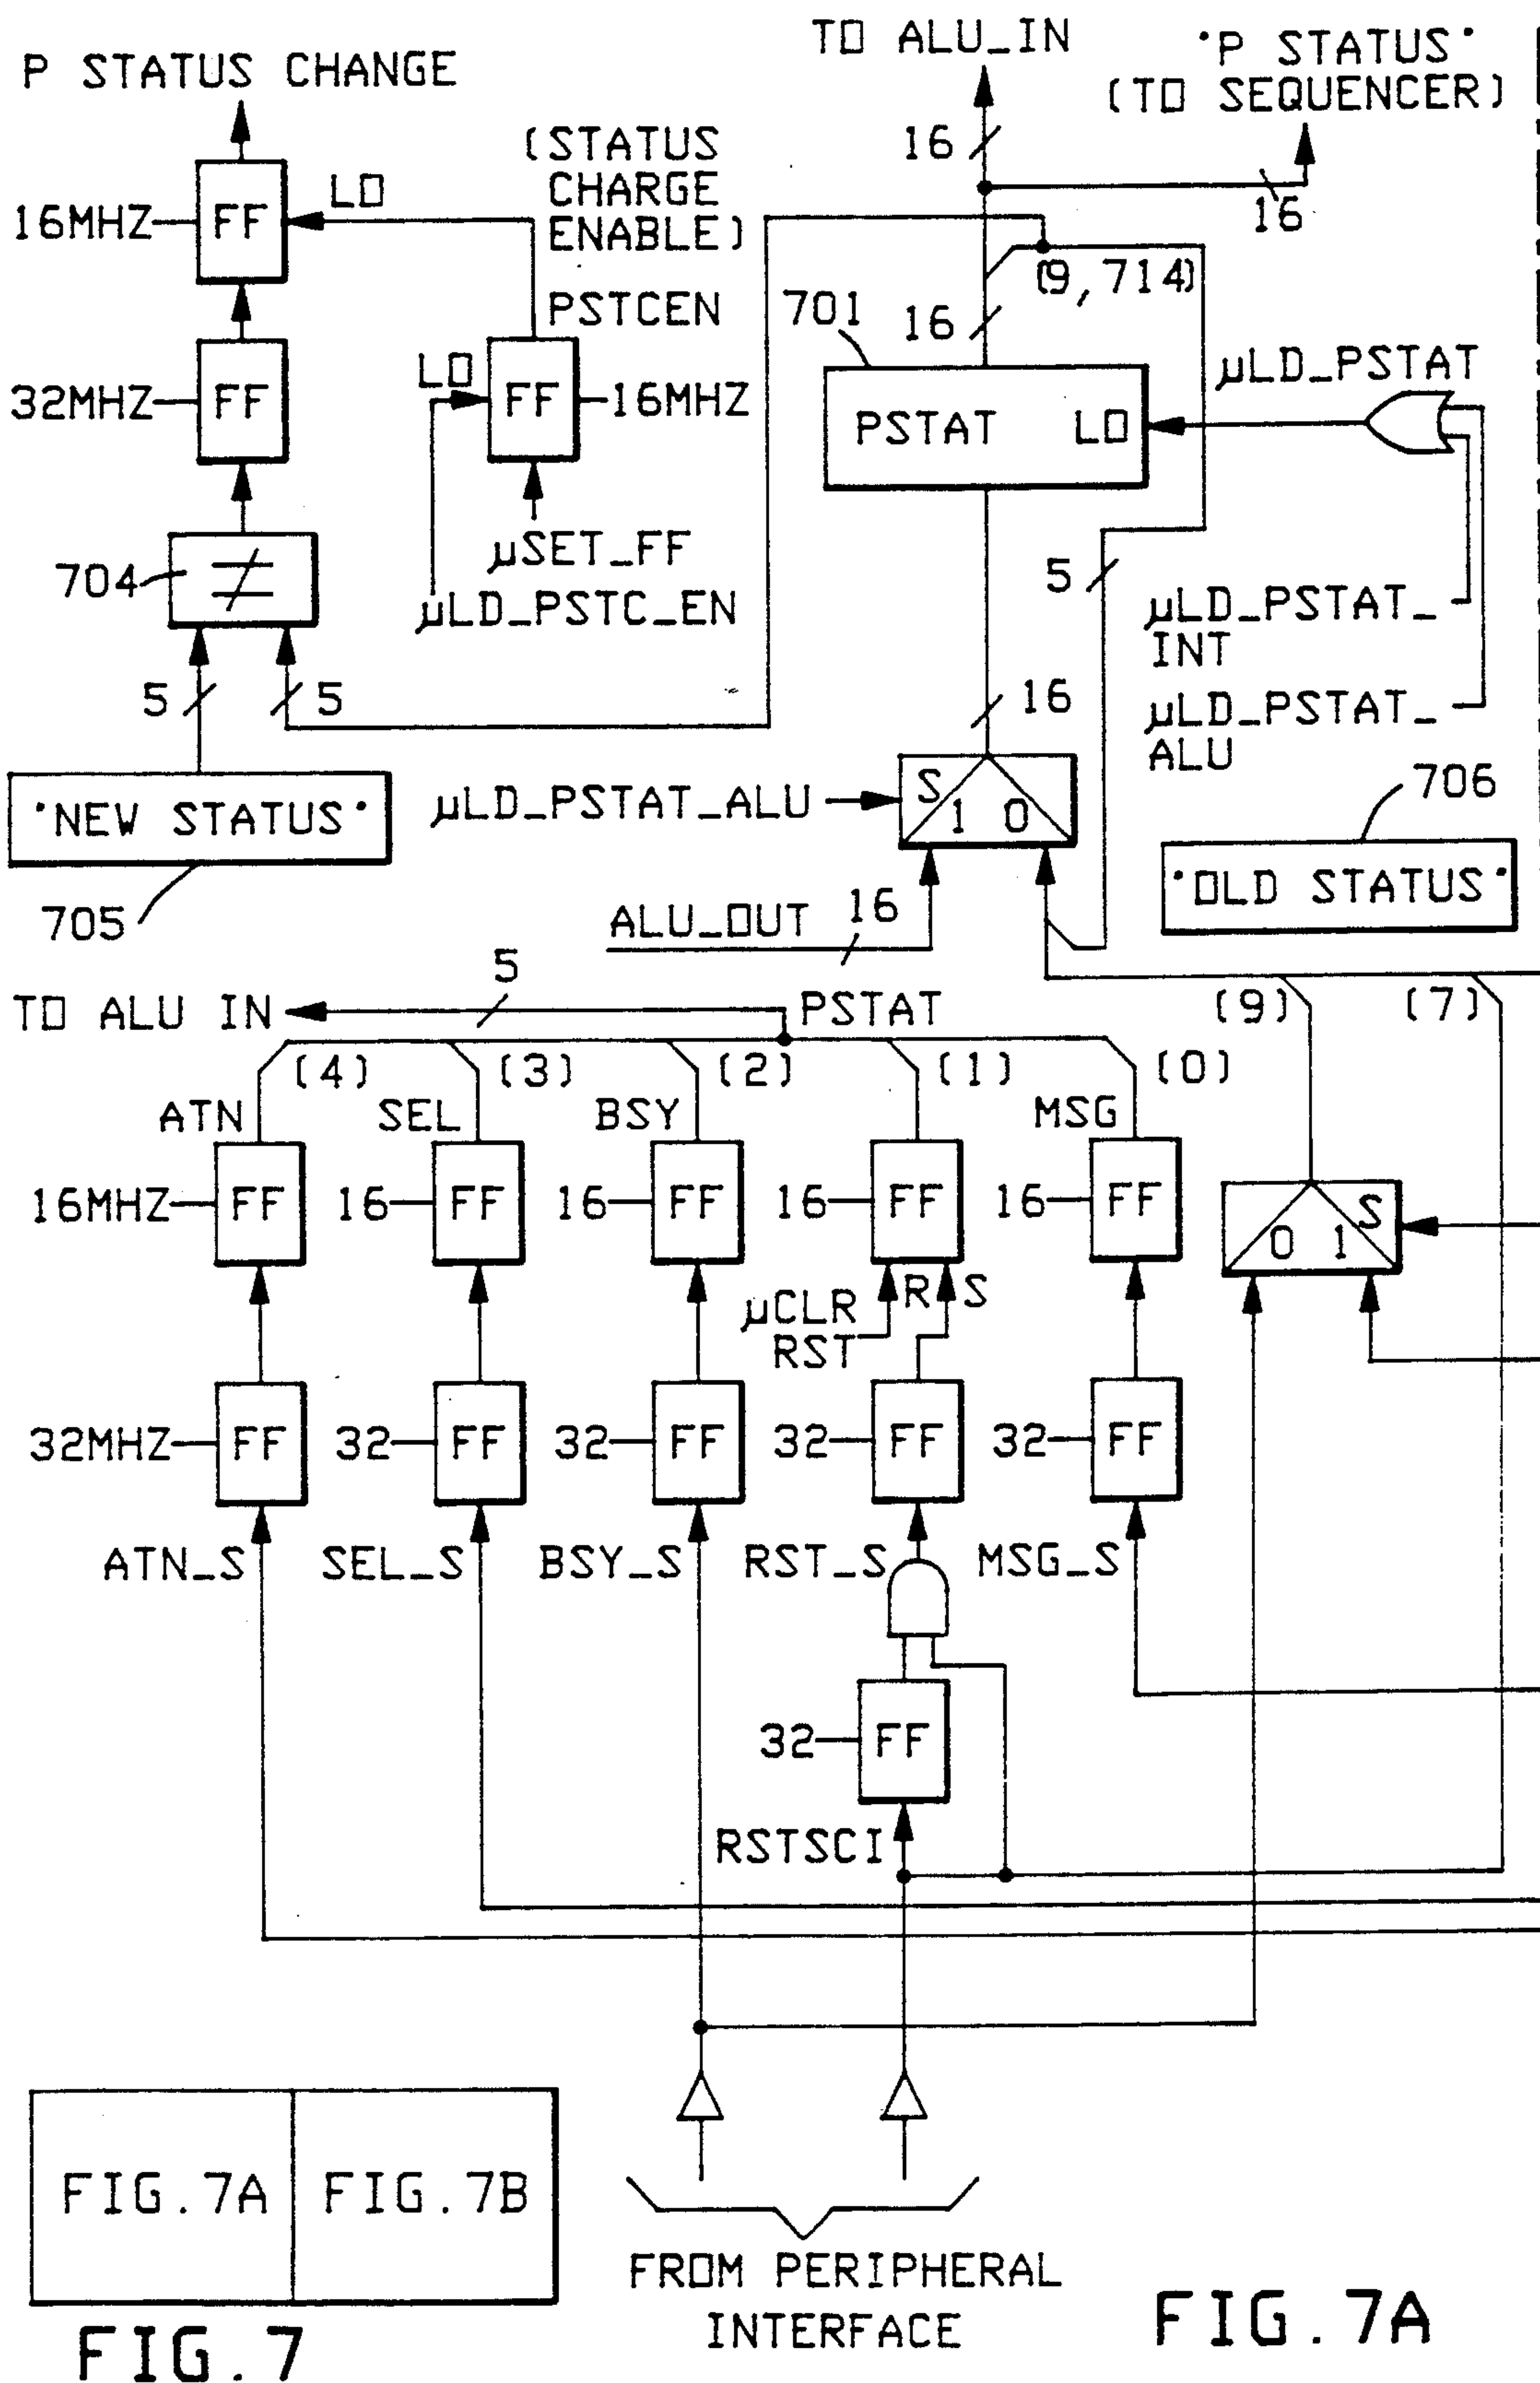 TO ALU_IN
"P STATUS"
(TO SEQUENCER)
P STATUS CHANGE
16
16
(STATUS
CHARGE
ENABLE)
LD
16MHZ
FF
(9,714)
701
16
PSTCEN
LD
32MHZ
FF
FF
16MHZ
PSTAT
LD
µLD_PSTAT
704
≠
µSET_FF
µLD_PSTC_EN
5
µLD_PSTAT_
INT
µLD_PSTAT_
ALU
5
5
16
"NEW STATUS"
705
µLD_PSTAT_ALU
S
1
0
706
"OLD STATUS"
ALU_OUT
16
5
TO ALU IN
PSTAT
(9)
(7)
(4)
(3)
(2)
(1)
(0)
ATN
SEL
BSY
MSG
16MHZ
FF
16
FF
16
FF
16
FF
16
FF
0
1
S
µCLR
RST
R
S
32MHZ
FF
32
FF
32
FF
32
FF
32
FF
ATN_S
SEL_S
BSY_S
RST_S
MSG_S
32
FF
RSTSCI
FIG.7A
FIG.7B
FROM PERIPHERAL
INTERFACE
FIG.7
FIG.7A